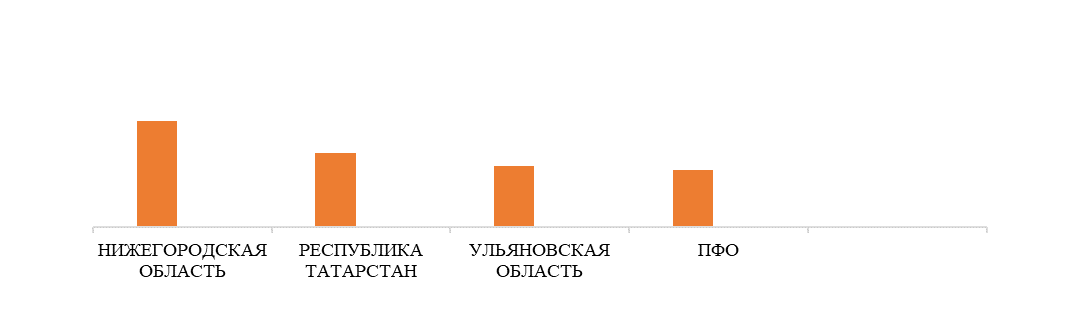 НИЖЕГОРОДСКАЯ
ОБЛАСТЬ
РЕСПУБЛИКА
ТАТАРСТАН
УЛЬЯНОВСКАЯ
ОБЛАСТЬ
ПФО